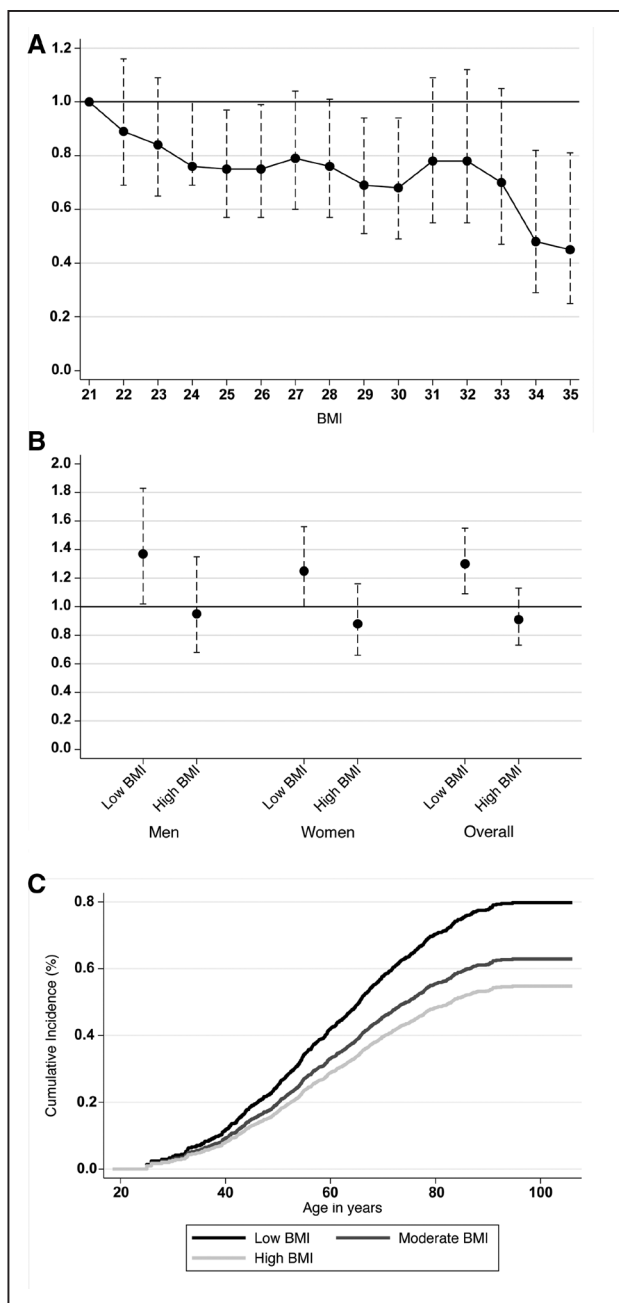 A
1.2
1.0
0.8
0.6
0.4
0.2
0.0
21 22 23 24 25 26 27 28 29 30 31 32 33 34 35
BMI
B
2.0
1.8
1.6
1.4
1.2
1.0
0.8
0.6
0.4
0.2
0.0
Low BMI High BMI Low BMI High BMI Low BMI High BMI
Men Women Overall
C
0.8
0.6
0.4
0.2
0.0
Cumulative Incidence (%)
20 40 60 80 100
Age in years
Low BMI Moderate BMI
High BMI